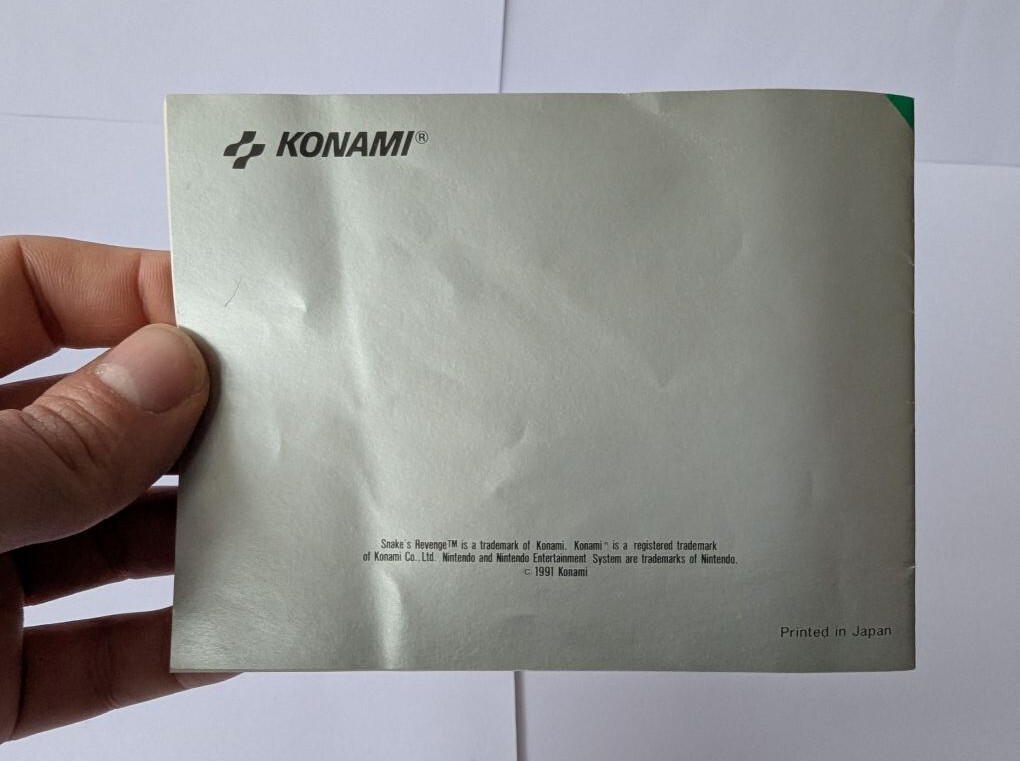 KONAMI®
Snake's Revenge™ is a trademark of Konami. Konami® is a registered trademark
of Konami Co., Ltd. Nintendo and Nintendo Entertainment System are trademarks of Nintendo.
© 1991 Konami
Printed in Japan